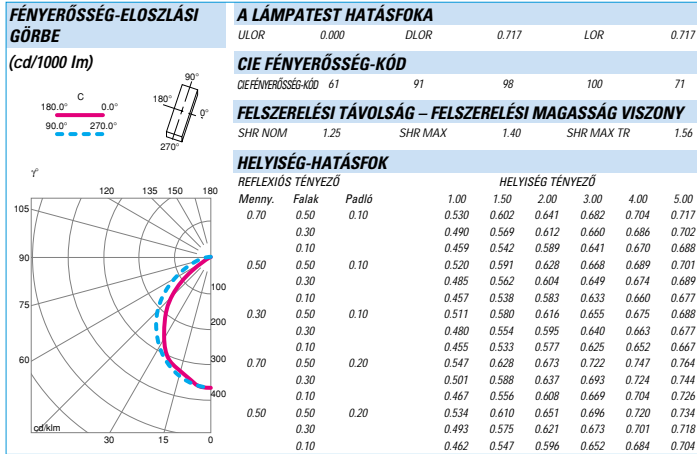 FÉNYERŐSSÉG-ELOSZLÁSI
GÖRBE
(cd/1000 lm)
90°
180°
0°
270°
C
180.0° 0.0°
90.0° 270.0°
γ°
120 135 150 180
105
90
75
60
100
200
300
400
cd/klm
30 15 0
A LÁMPATEST HATÁSFOKA
ULOR 0.000 DLOR 0.717 LOR 0.717
CIE FÉNYERŐSSÉG-KÓD
CIE FÉNYERŐSSÉG-KÓD 61 91 98 100 71
FELSZERELÉSI TÁVOLSÁG – FELSZERELÉSI MAGASSÁG VISZONY
SHR NOM 1.25 SHR MAX 1.40 SHR MAX TR 1.56
HELYISÉG-HATÁSFOK
REFLEXIÓS TÉNYEZŐ HELYISÉG TÉNYEZŐ
Menny. Falak Padló 1.00 1.50 2.00 3.00 4.00 5.00
0.70 0.50 0.10 0.530 0.602 0.641 0.682 0.704 0.717
0.30 0.490 0.569 0.612 0.660 0.686 0.702
0.10 0.459 0.542 0.589 0.641 0.670 0.688
0.50 0.50 0.10 0.520 0.591 0.628 0.668 0.689 0.701
0.30 0.485 0.562 0.604 0.649 0.674 0.689
0.10 0.457 0.538 0.583 0.633 0.660 0.677
0.30 0.50 0.10 0.511 0.580 0.616 0.655 0.675 0.688
0.30 0.480 0.554 0.595 0.640 0.663 0.677
0.10 0.455 0.533 0.577 0.625 0.652 0.667
0.70 0.50 0.20 0.547 0.628 0.673 0.722 0.747 0.764
0.30 0.501 0.588 0.637 0.693 0.724 0.744
0.10 0.467 0.556 0.608 0.669 0.704 0.726
0.50 0.50 0.20 0.534 0.610 0.651 0.696 0.720 0.734
0.30 0.493 0.575 0.621 0.673 0.701 0.718
0.10 0.462 0.547 0.596 0.652 0.684 0.704